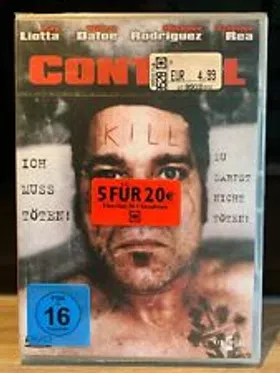 Liotta Dafoe Rodriguez Rea
CONT L
EUR 4,99
KILL
ICH
MUSS
TÖTEN!
DU
DARFST
NICHT
TÖTEN!
5 FÜR 20€
FSK
16
DVD